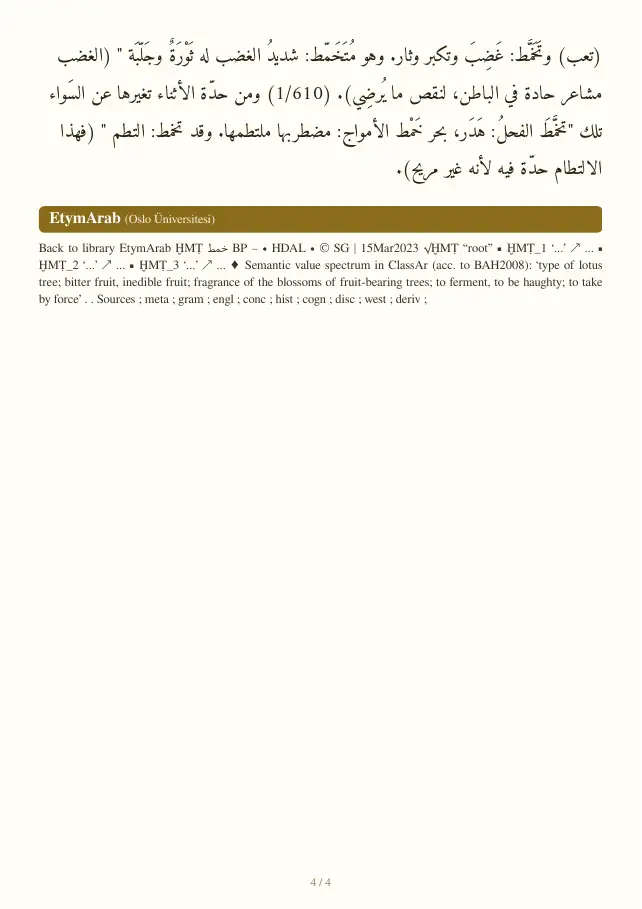 (تعب) وتَخَمَّط: غَضِبَ وتكبر وثار. وهو مُتَخَمّط: شديدُ الغضب له ثَوْرَةٌ وجَلَبَة " (الغضب
مشاعر حادة في الباطن، لنقص ما يُرضِي). (1/610) ومن حدّة الأثناء تغيرها عن السَواء
تلك "تَخَمَّطَ الفحلُ: هَدَر، بحر خَمْط الأمواج: مضطربها ملتطمها. وقد تخمط: التطم " (فهذا
الالتطام حدّة فيه لأنه غير مريح).
EtymArab (Oslo Üniversitesi)
Back to library EtymArab ḪMṬ خمط BP – • HDAL • © SG | 15Mar2023 √ḪMṬ “root” ▪ ḪMṬ_1 ‘...’ ↗ ... ▪
ḪMṬ_2 ‘...’ ↗ ... ▪ ḪMṬ_3 ‘...’ ↗ ... ♦ Semantic value spectrum in ClassAr (acc. to BAH2008): ‘type of lotus
tree; bitter fruit, inedible fruit; fragrance of the blossoms of fruit-bearing trees; to ferment, to be haughty; to take
by force’ . . Sources ; meta ; gram ; engl ; conc ; hist ; cogn ; disc ; west ; deriv ;
4 / 4